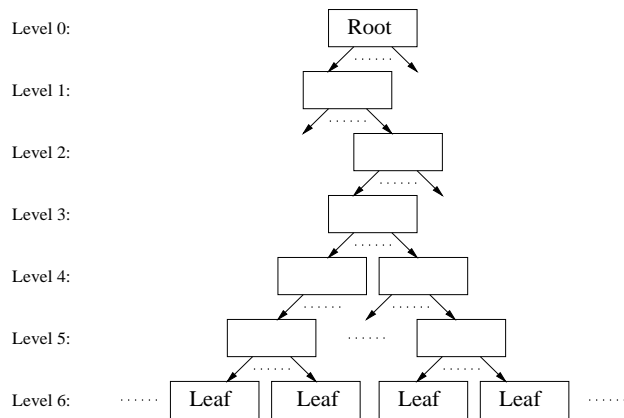 Level 0: Root
......
Level 1:
......
Level 2:
......
Level 3:
......
Level 4:
...... ......
Level 5: ......
...... ......
Level 6: ...... Leaf Leaf Leaf Leaf ......